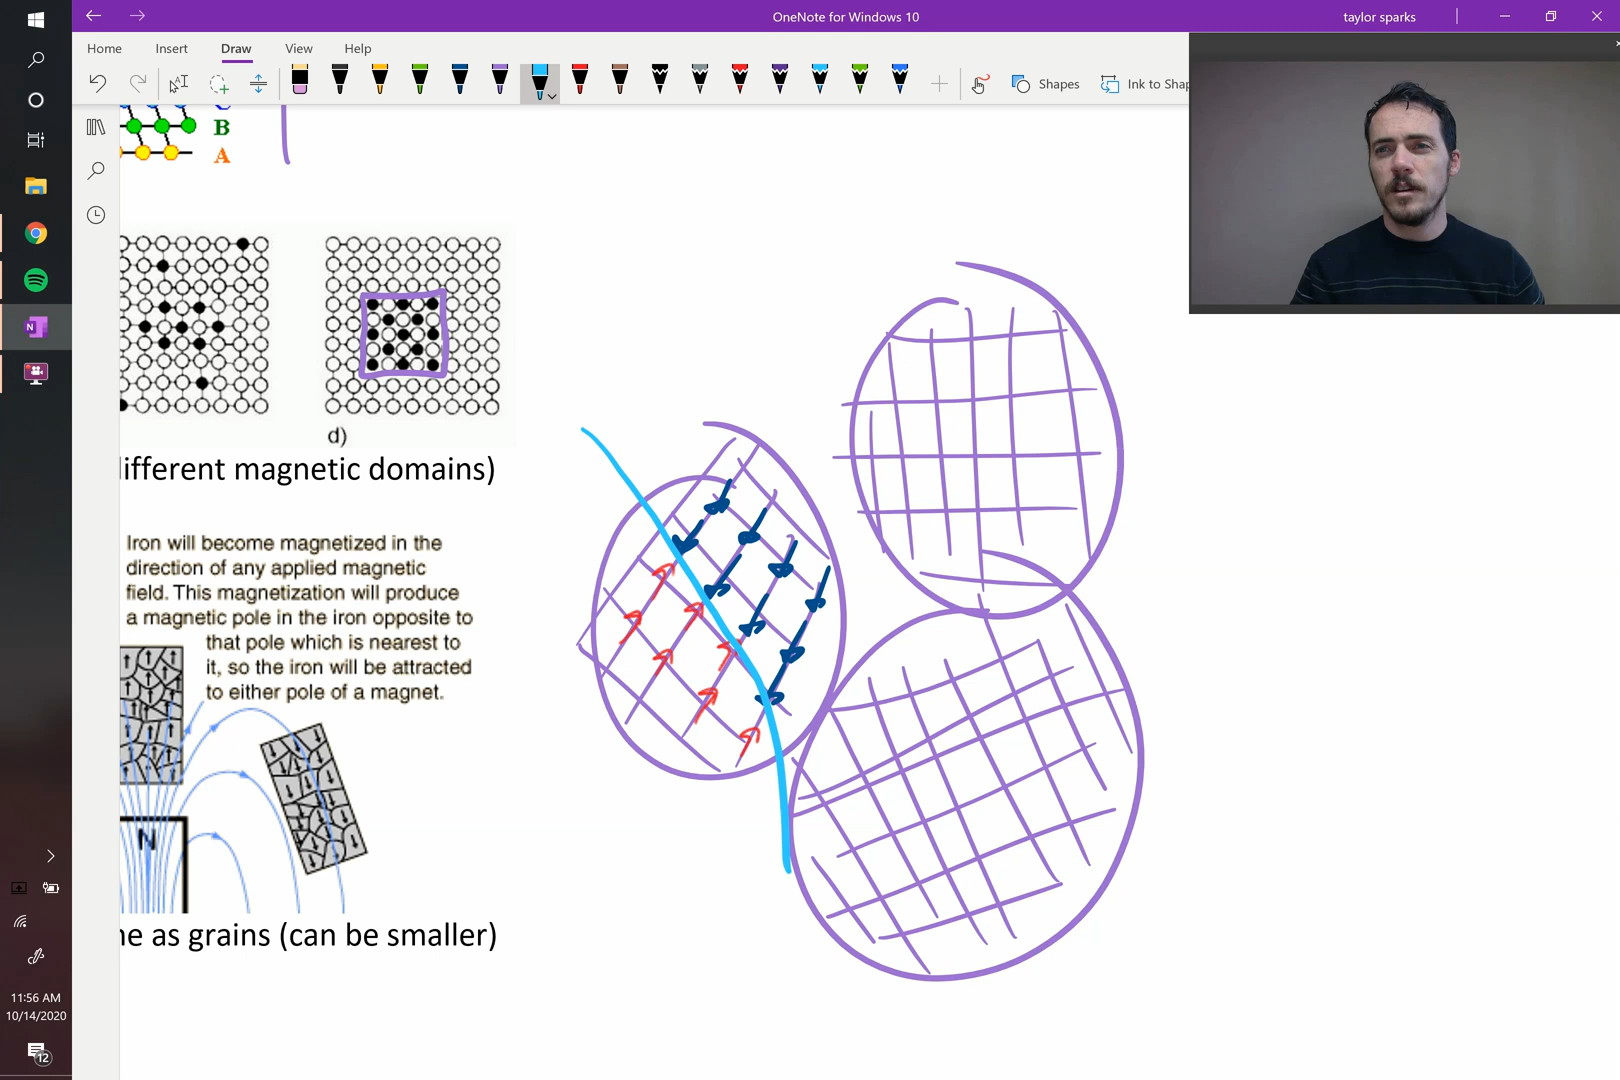 OneNote for Windows 10
taylor sparks
Home Insert Draw View Help
Shapes
Ink to Shap
B
A
d)
ifferent magnetic domains)
Iron will become magnetized in the
direction of any applied magnetic
field. This magnetization will produce
a magnetic pole in the iron opposite to
that pole which is nearest to
it, so the iron will be attracted
to either pole of a magnet.
N
ne as grains (can be smaller)
11:56 AM
10/14/2020
12